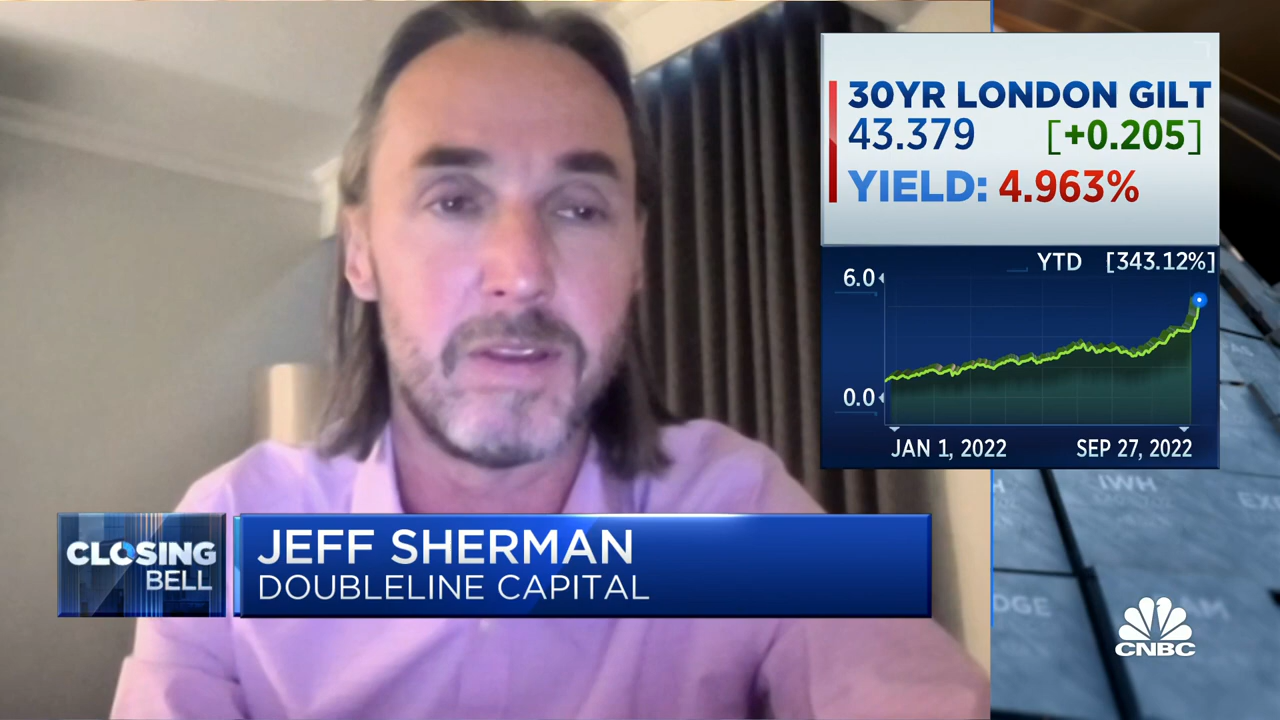 30YR LONDON GILT
43.379 [+0.205]
YIELD: 4.963%
YTD [343.12%]
6.0
0.0
JAN 1, 2022 SEP 27, 2022
CLOSING
BELL
JEFF SHERMAN
DOUBLELINE CAPITAL
IWH
CNBC